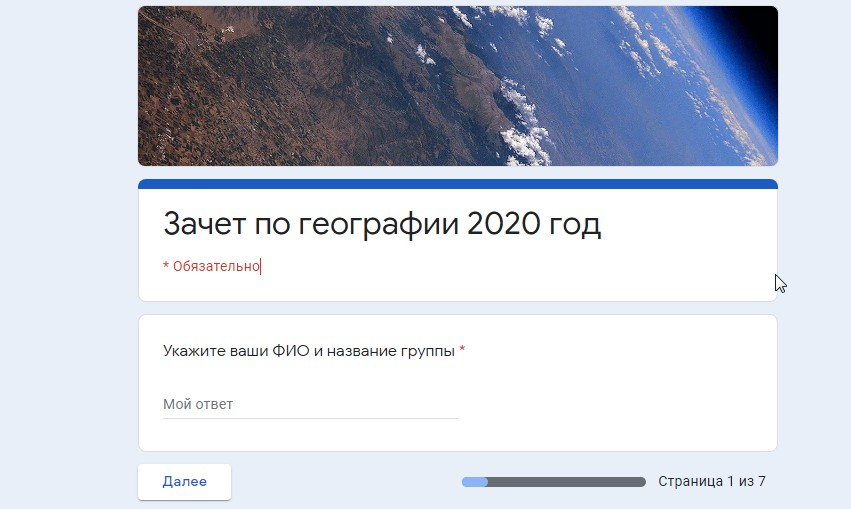 Зачет по географии 2020 год
* Обязательно
Укажите ваши ФИО и название группы *
Мой ответ
Далее
Страница 1 из 7